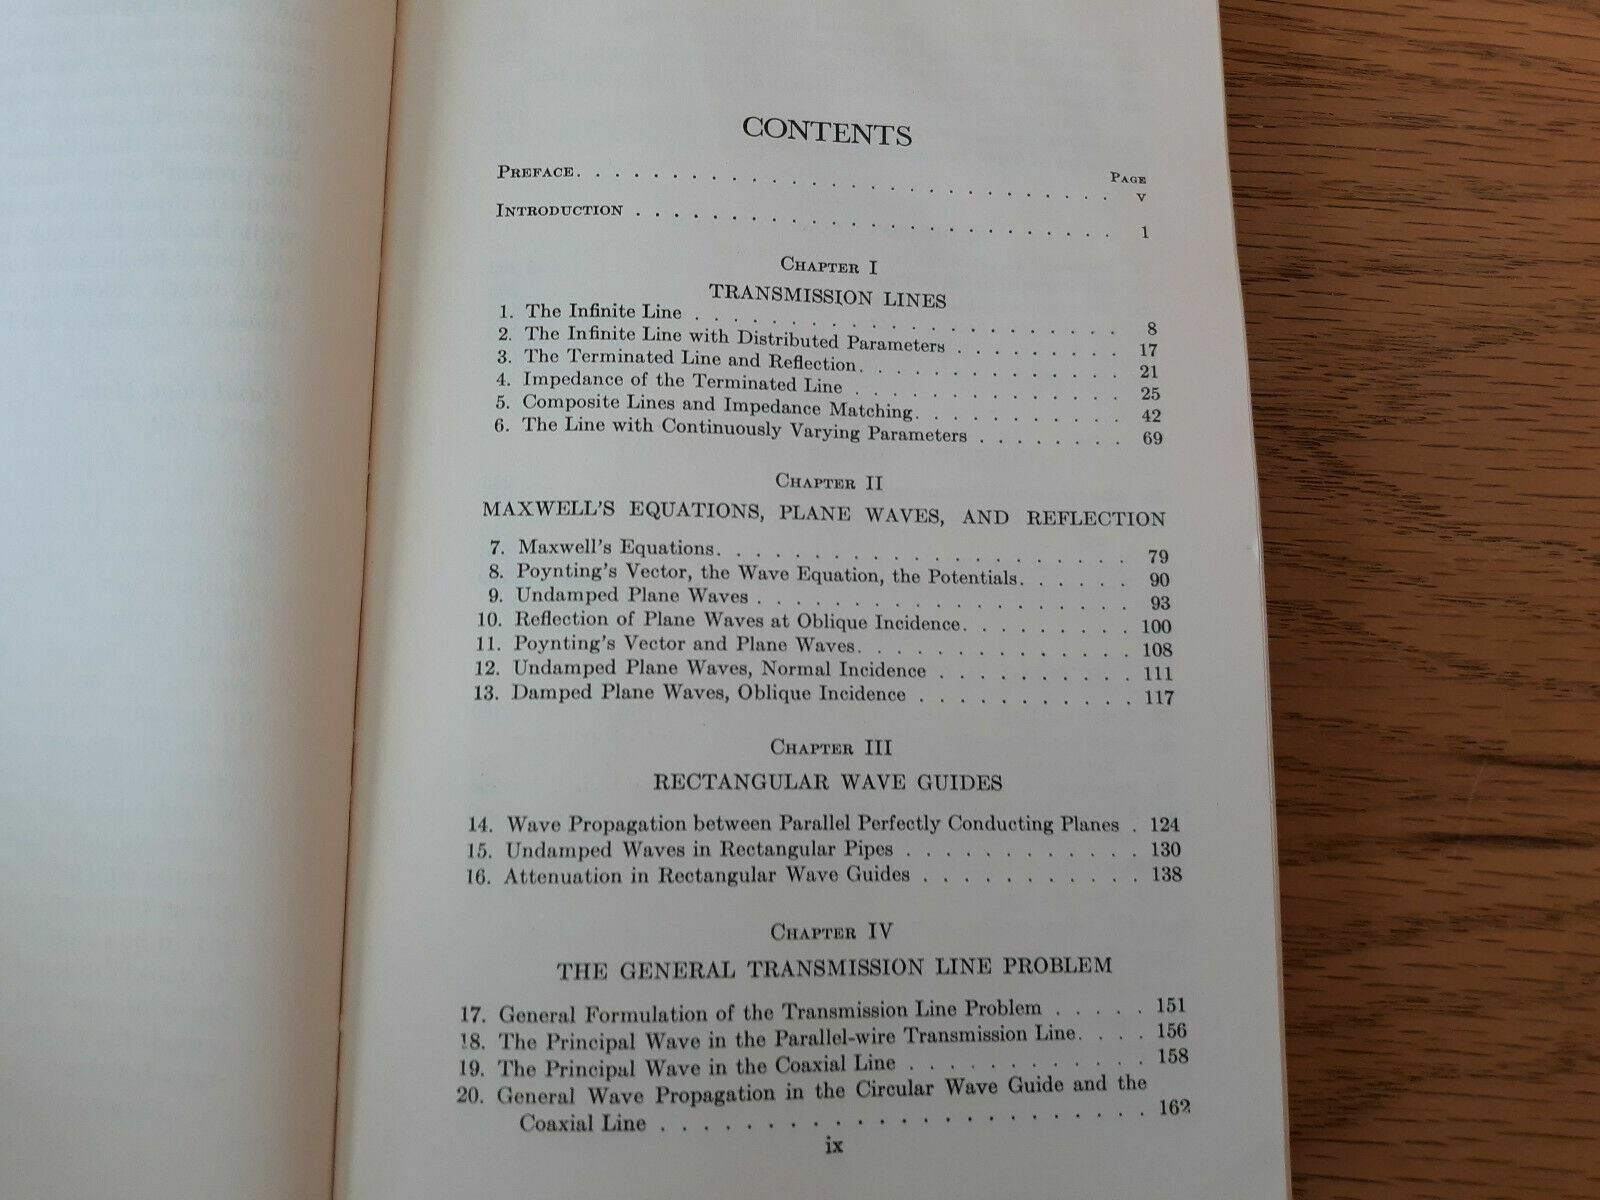 CONTENTS
PREFACE. . . . . . . . . . . . . . . . . . . . . . . . . . . . . PAGE
v
INTRODUCTION . . . . . . . . . . . . . . . . . . . . . . . . . 1
CHAPTER I
TRANSMISSION LINES
1. The Infinite Line . . . . . . . . . . . . . . . . . . . . 8
2. The Infinite Line with Distributed Parameters . . . . . . . 17
3. The Terminated Line and Reflection. . . . . . . . . . . . 21
4. Impedance of the Terminated Line . . . . . . . . . . . . . 25
5. Composite Lines and Impedance Matching. . . . . . . . . . 42
6. The Line with Continuously Varying Parameters . . . . . . 69
CHAPTER II
MAXWELL'S EQUATIONS, PLANE WAVES, AND REFLECTION
7. Maxwell's Equations. . . . . . . . . . . . . . . . . . 79
8. Poynting's Vector, the Wave Equation, the Potentials. . . . . . 90
9. Undamped Plane Waves . . . . . . . . . . . . . . . . . . 93
10. Reflection of Plane Waves at Oblique Incidence. . . . . . . . 100
11. Poynting's Vector and Plane Waves. . . . . . . . . . . . 108
12. Undamped Plane Waves, Normal Incidence . . . . . . . . . 111
13. Damped Plane Waves, Oblique Incidence . . . . . . . . . . 117
CHAPTER III
RECTANGULAR WAVE GUIDES
14. Wave Propagation between Parallel Perfectly Conducting Planes . 124
15. Undamped Waves in Rectangular Pipes . . . . . . . . . . . 130
16. Attenuation in Rectangular Wave Guides . . . . . . . . . . 138
CHAPTER IV
THE GENERAL TRANSMISSION LINE PROBLEM
17. General Formulation of the Transmission Line Problem . . . . . 151
18. The Principal Wave in the Parallel-wire Transmission Line. . . . 156
19. The Principal Wave in the Coaxial Line . . . . . . . . . . 158
20. General Wave Propagation in the Circular Wave Guide and the
Coaxial Line . . . . . . . . . . . . . . . . . . . . 162
ix